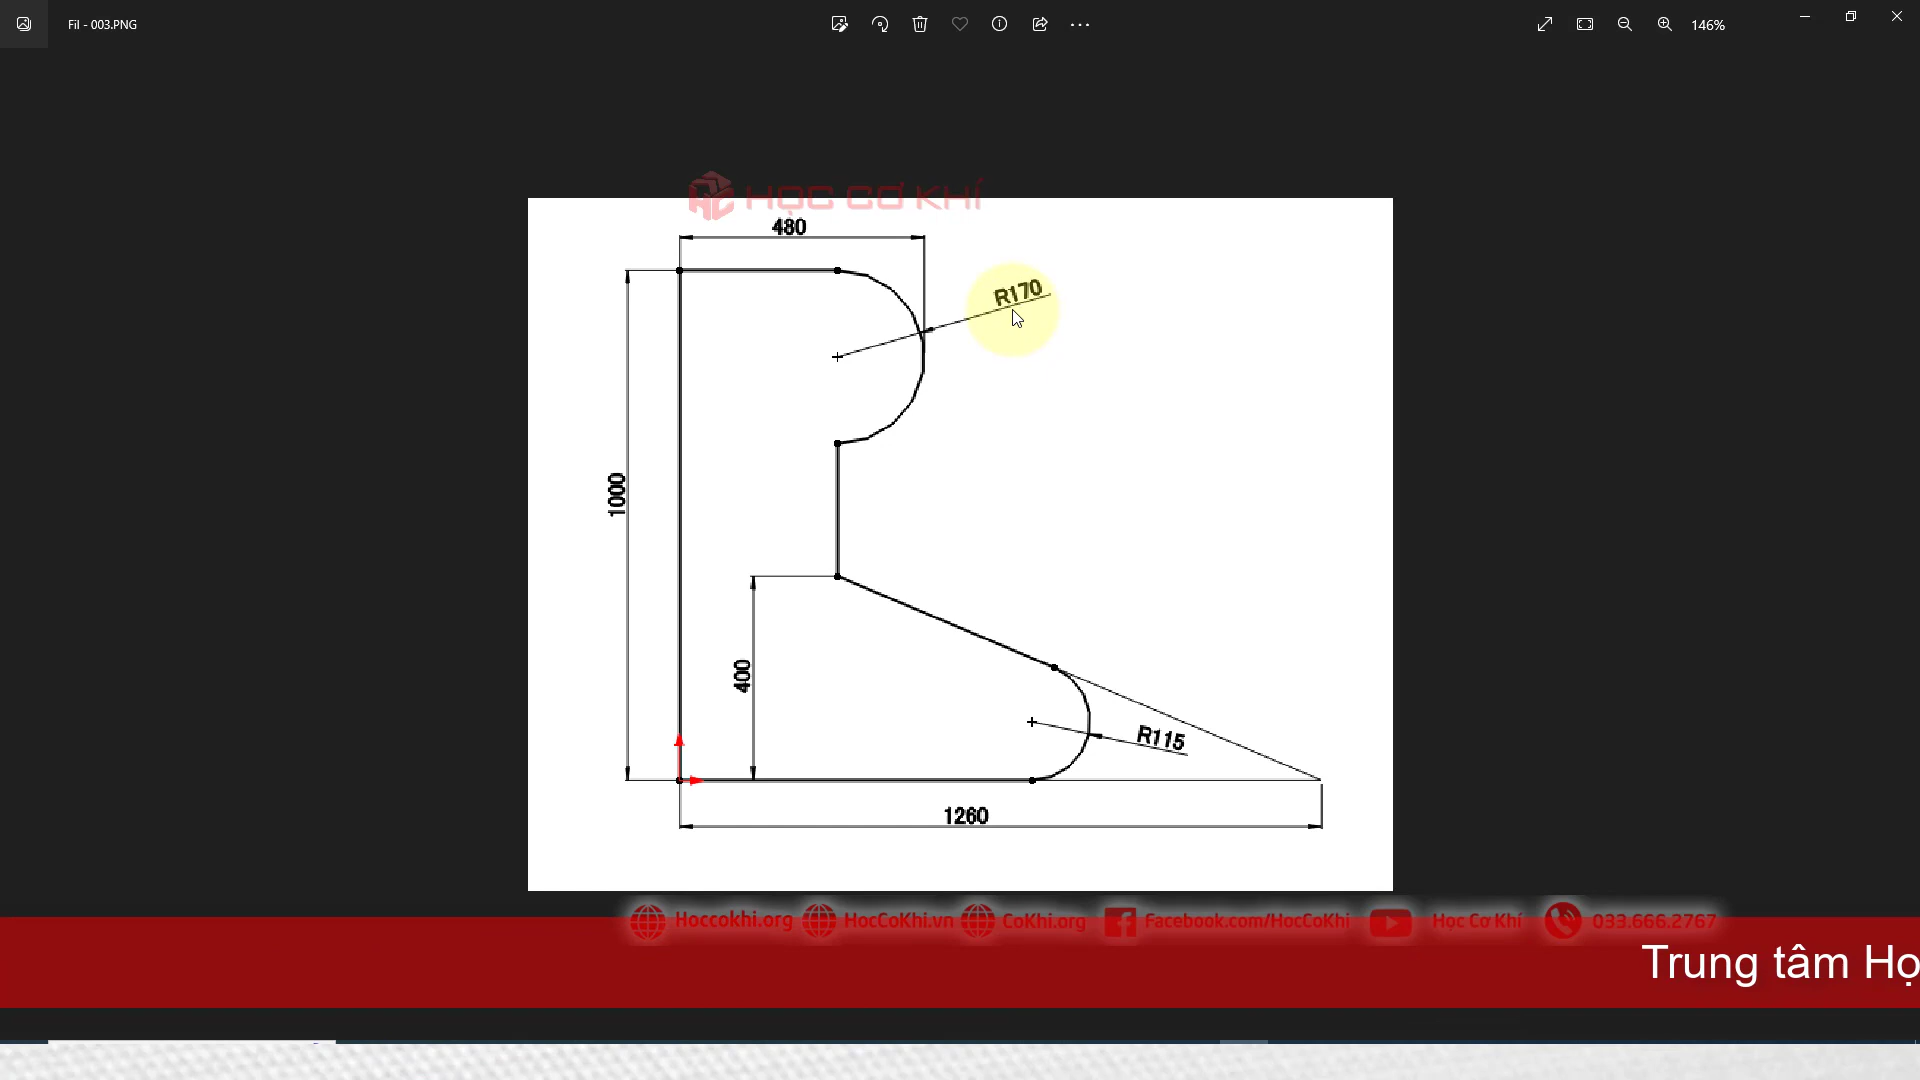 Fil - 003.PNG
146%
HỌC CƠ KHÍ
480
R170
1000
400
R115
1260
Hoccokhi.org HocCoKhi.vn CoKhi.org Facebook.com/HocCoKhi Học Cơ Khí 033.666.2767
Trung tâm Họ